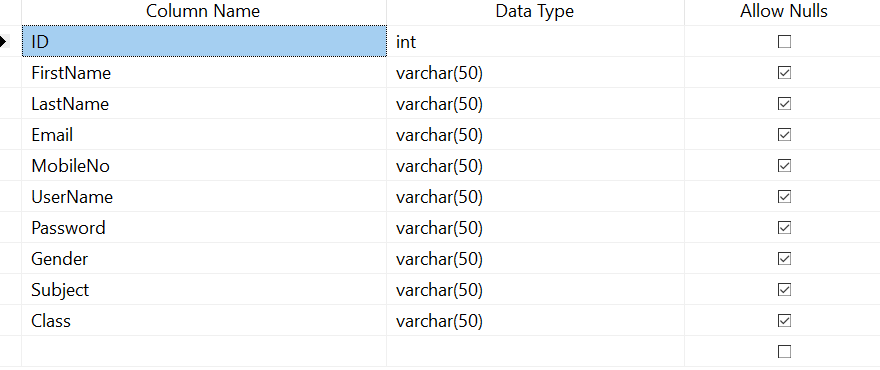 Column Name Data Type Allow Nulls
ID int
FirstName varchar(50)
LastName varchar(50)
Email varchar(50)
MobileNo varchar(50)
UserName varchar(50)
Password varchar(50)
Gender varchar(50)
Subject varchar(50)
Class varchar(50)